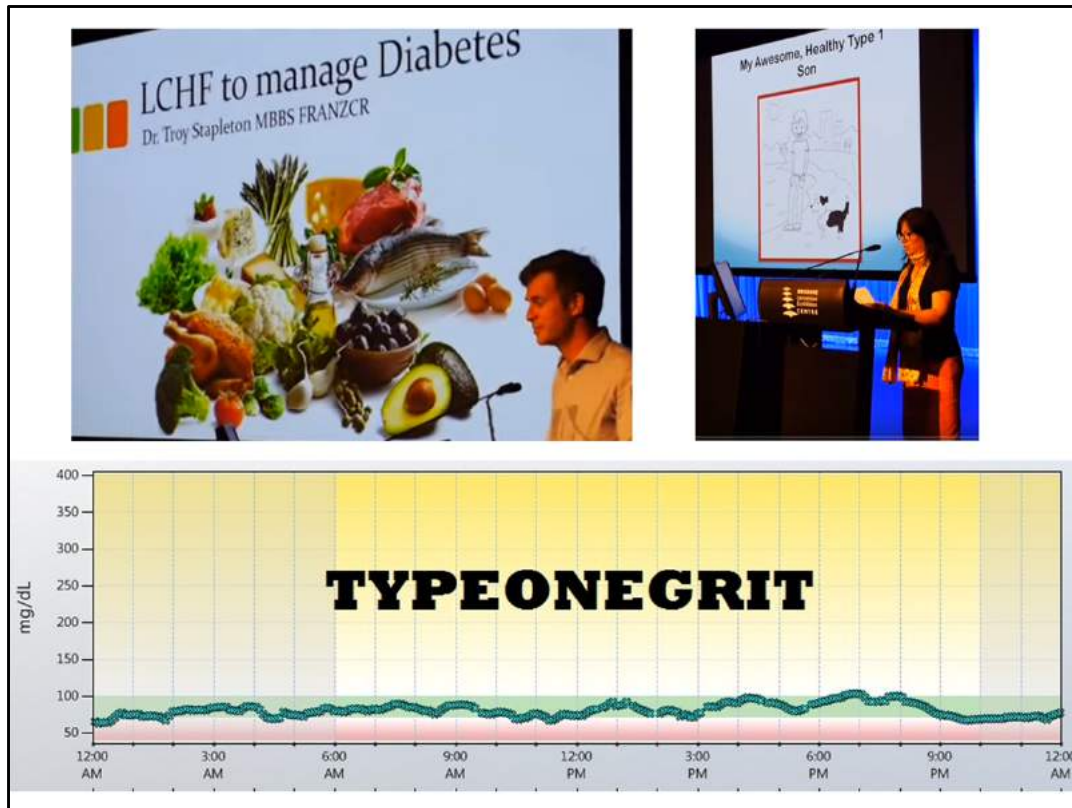 LCHF to manage Diabetes
Dr. Troy Stapleton MBBS FRANZCR
My Awesome, Healthy Type 1
Son
BRISBANE
CENTRE
400
350
300
250
200
150
100
50
mg/dL
TYPEONEGRIT
12:00 AM
3:00 AM
6:00 AM
9:00 AM
12:00 PM
3:00 PM
6:00 PM
9:00 PM
12:00 AM